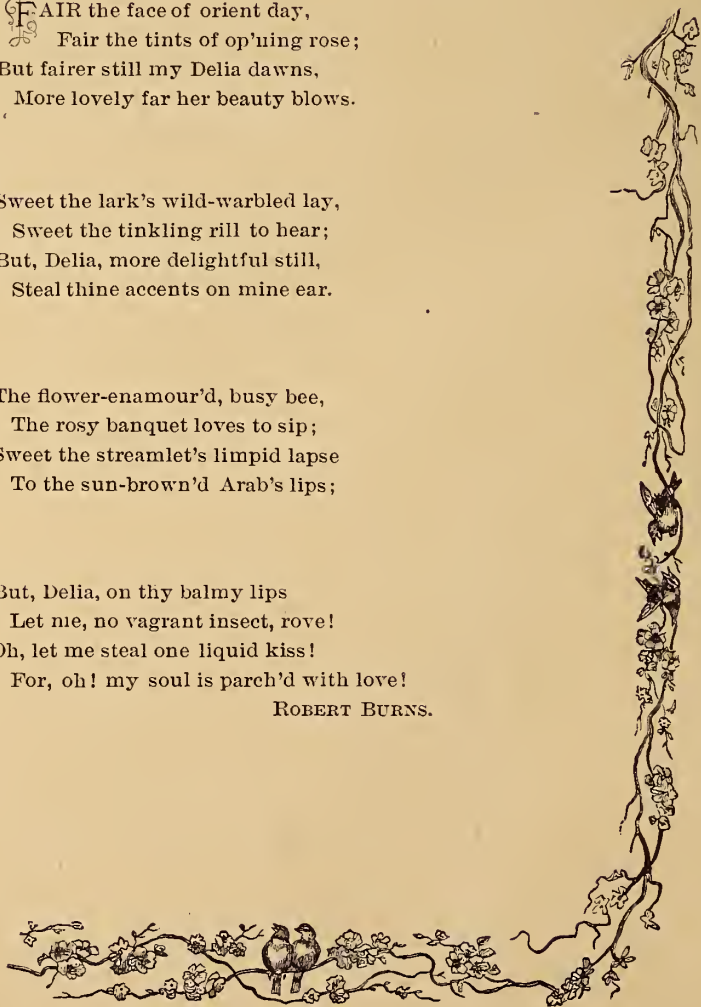 FAIR the face of orient day,
Fair the tints of op'ning rose;
But fairer still my Delia dawns,
More lovely far her beauty blows.
Sweet the lark's wild-warbled lay,
Sweet the tinkling rill to hear;
But, Delia, more delightful still,
Steal thine accents on mine ear.
The flower-enamour'd, busy bee,
The rosy banquet loves to sip;
Sweet the streamlet's limpid lapse
To the sun-brown'd Arab's lips;
But, Delia, on thy balmy lips
Let me, no vagrant insect, rove!
Oh, let me steal one liquid kiss!
For, oh! my soul is parch'd with love!
ROBERT BURNS.